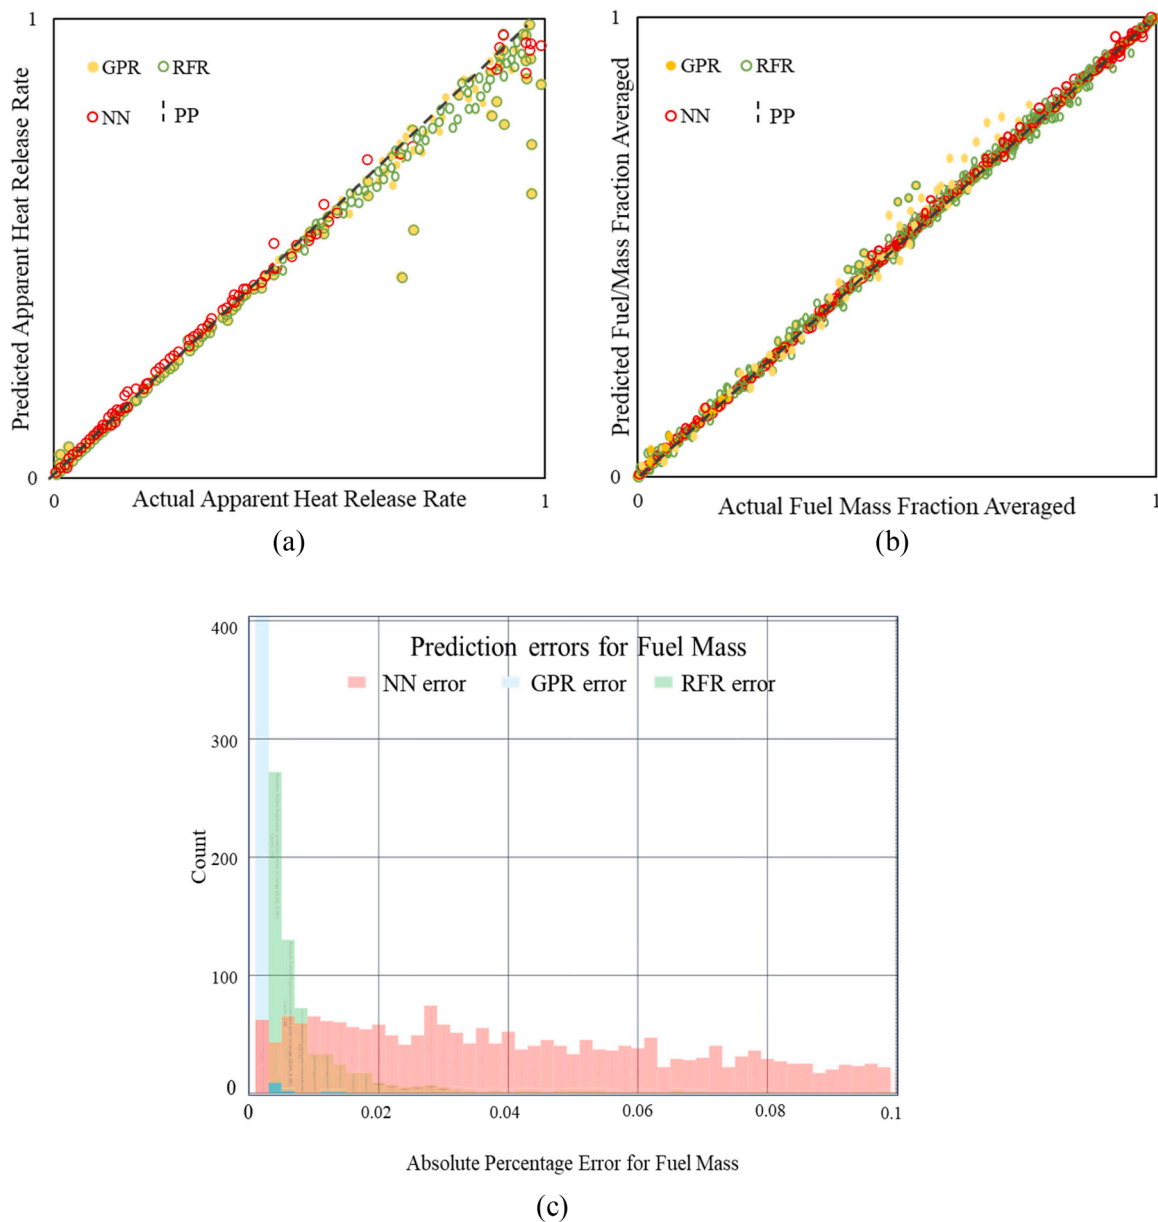 1
Predicted Apparent Heat Release Rate
GPR RFR
NN PP
0
0 Actual Apparent Heat Release Rate 1
(a)
1
Predicted Fuel/Mass Fraction Averaged
GPR RFR
NN PP
0
0 1
Actual Fuel Mass Fraction Averaged
(b)
Prediction errors for Fuel Mass
NN error GPR error RFR error
400
300
200
100
0
Count
0 0.02 0.04 0.06 0.08 0.1
Absolute Percentage Error for Fuel Mass
(c)